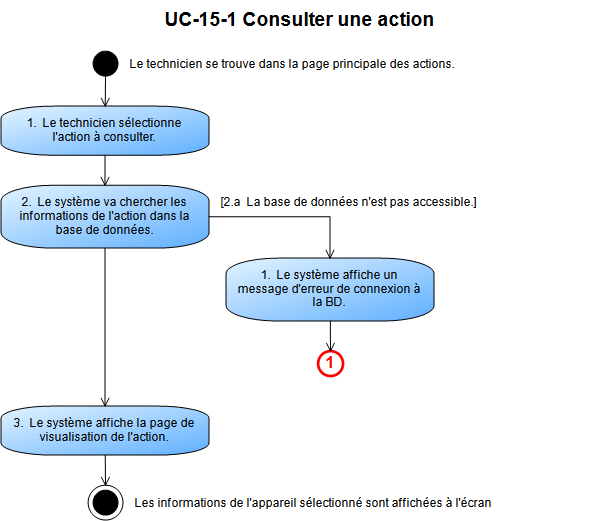 UC-15-1 Consulter une action
Le technicien se trouve dans la page principale des actions.
1. Le technicien sélectionne
l'action à consulter.
2. Le système va chercher les
informations de l'action dans la
base de données.
[2.a La base de données n'est pas accessible.]
1. Le système affiche un
message d'erreur de connexion à
la BD.
1
3. Le système affiche la page de
visualisation de l'action.
Les informations de l'appareil sélectionné sont affichées à l'écran